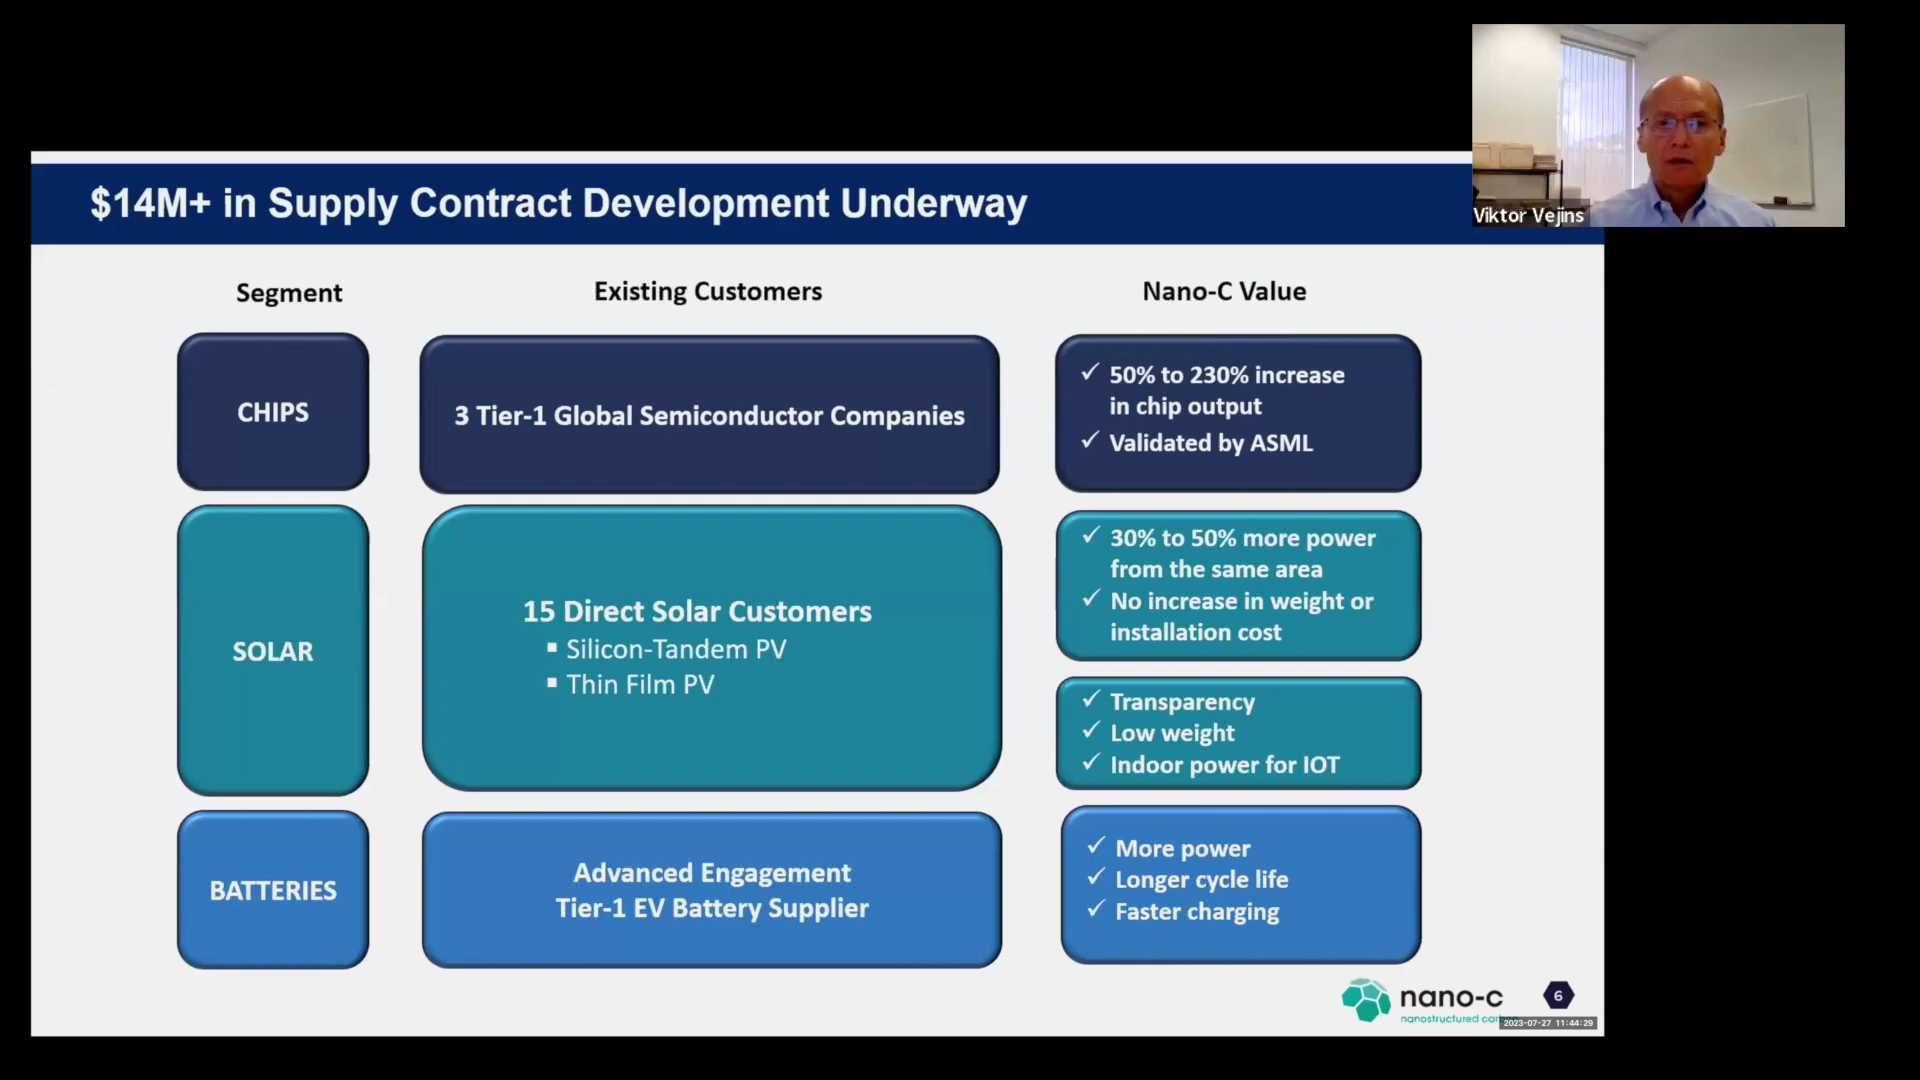 Viktor Vejins
$14M+ in Supply Contract Development Underway
Segment
Existing Customers
Nano-C Value
CHIPS
3 Tier-1 Global Semiconductor Companies
✓ 50% to 230% increase
in chip output
✓ Validated by ASML
SOLAR
15 Direct Solar Customers
▪ Silicon-Tandem PV
▪ Thin Film PV
✓ 30% to 50% more power
from the same area
✓ No increase in weight or
installation cost
✓ Transparency
✓ Low weight
✓ Indoor power for IOT
BATTERIES
Advanced Engagement
Tier-1 EV Battery Supplier
✓ More power
✓ Longer cycle life
✓ Faster charging
nano-c
nanostructured
6
2023-07-27 11:44:29